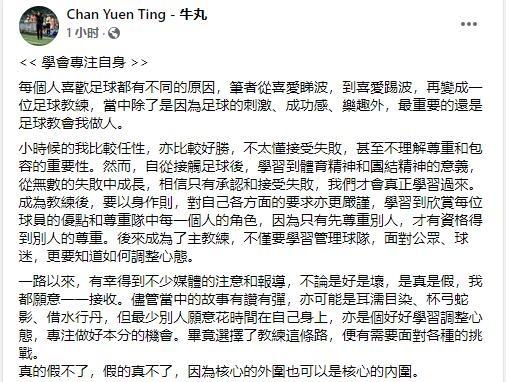 Chan Yuen Ting - 牛丸
1 小时
<< 學會專注自身 >>
每個人喜歡足球都有不同的原因，筆者從喜愛睇波，到喜愛踢波，再變成一
位足球教練，當中除了是因為足球的刺激、成功感、樂趣外，最重要的還是
足球教會我做人。
小時候的我比較任性，亦比較好勝，不太懂接受失敗，甚至不理解尊重和包
容的重要性。然而，自從接觸足球後，學習到體育精神和團結精神的意義，
從無數的失敗中成長，相信只有承認和接受失敗，我們才會真正學習過來。
成為教練後，要以身作則，對自己各方面的要求亦更嚴謹，學習到欣賞每位
球員的優點和尊重隊中每一個人的角色，因為只有先尊重別人，才有資格得
到別人的尊重。後來成為了主教練，不僅要學習管理球隊，面對公眾、球
迷，更要知道如何調整心態。
一路以來，有幸得到不少媒體的注意和報導，不論是好是壞，是真是假，我
都願意一一接收。儘管當中的故事有讚有彈，亦可能是耳濡目染、杯弓蛇
影、借水行丹，但最少別人願意花時間在自己身上，亦是個好好學習調整心
態，專注做好本分的機會。畢竟選擇了教練這條路，便有需要面對各種的挑
戰。
真的假不了，假的真不了，因為核心的外圍也可以是核心的內圍。